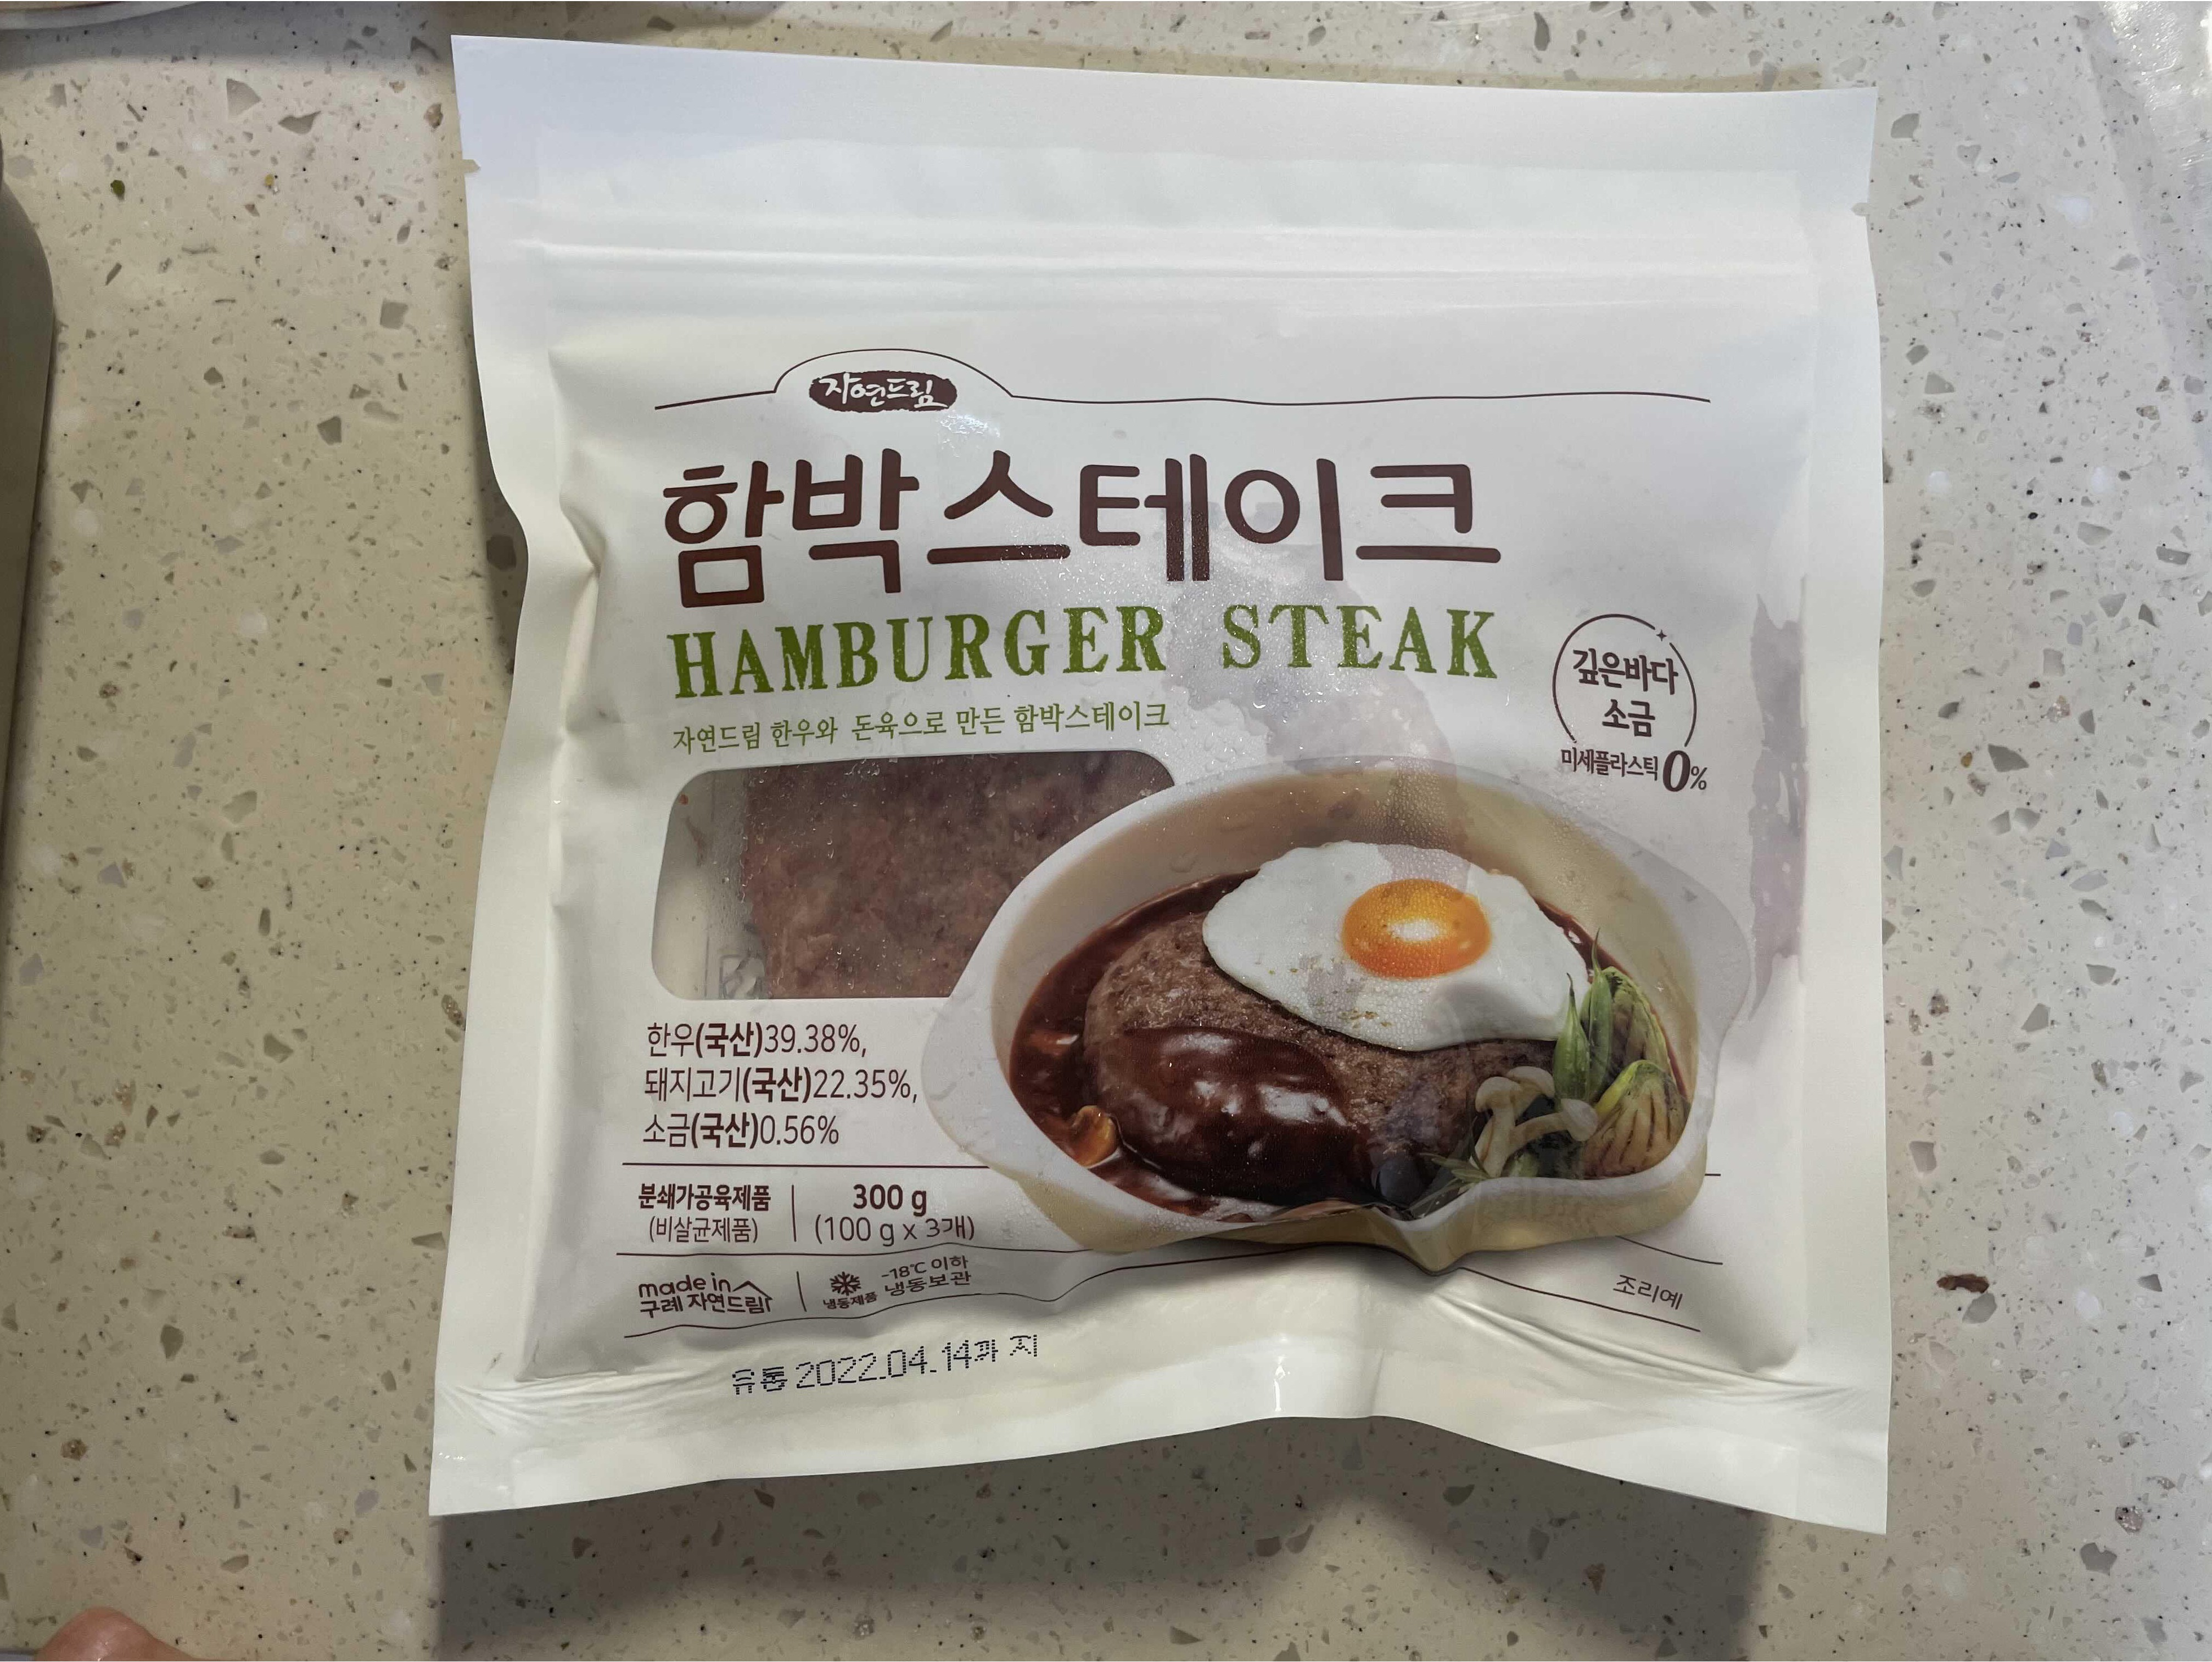 자연드림
함박스테이크
HAMBURGER STEAK
자연드림 한우와 돈육으로 만든 함박스테이크
깊은바다
소금
미세플라스틱 0%
한우(국산)39.38%,
돼지고기(국산)22.35%,
소금(국산)0.56%
분쇄가공육제품
(비살균제품)
300 g
(100 g x 3개)
made in
구례 자연드림
냉동제품
-18℃ 이하
냉동보관
조리예
유통 2022.04.14까지